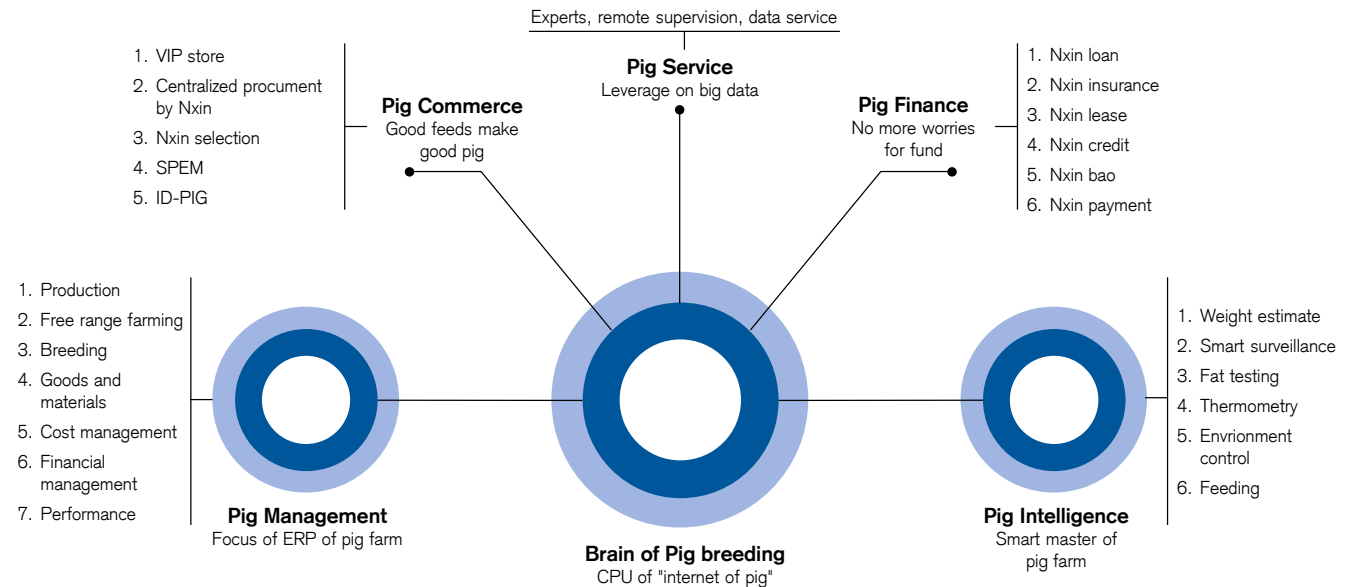 Experts, remote supervision, data service
Pig Service
Leverage on big data
1. VIP store
2. Centralized procument
by Nxin
3. Nxin selection
4. SPEM
5. ID-PIG
Pig Commerce
Good feeds make
good pig
Pig Finance
No more worries
for fund
1. Nxin loan
2. Nxin insurance
3. Nxin lease
4. Nxin credit
5. Nxin bao
6. Nxin payment
1. Production
2. Free range farming
3. Breeding
4. Goods and
materials
5. Cost management
6. Financial
management
7. Performance
Pig Management
Focus of ERP of pig farm
Brain of Pig breeding
CPU of "internet of pig"
Pig Intelligence
Smart master of
pig farm
1. Weight estimate
2. Smart surveillance
3. Fat testing
4. Thermometry
5. Envrionment
control
6. Feeding